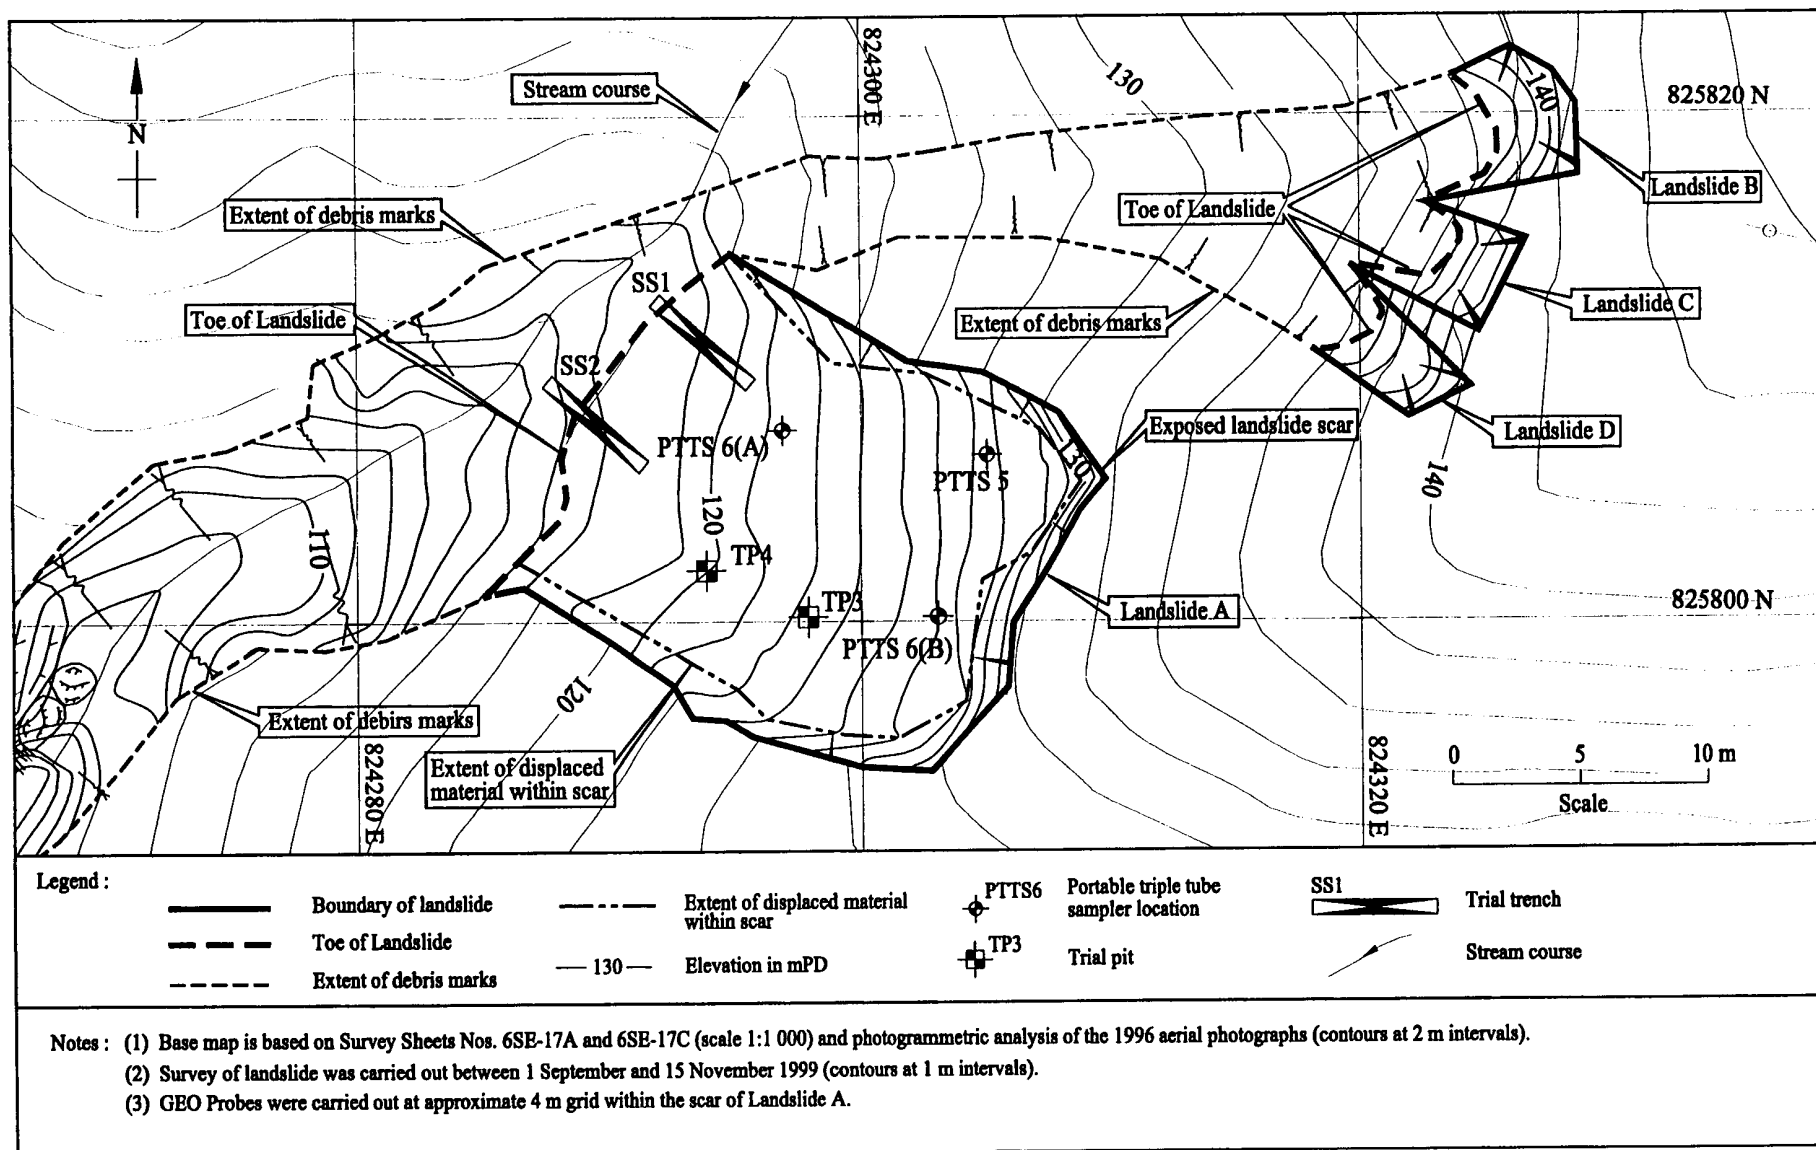 824300 E
130
140
825820 N
Stream course
N
Landslide B
Toe of Landslide
Extent of debris marks
SS1
Landslide C
Toe of Landslide
Extent of debris marks
SS2
Exposed landslide scar
Landslide D
PTTS 6(A)
130
PTTS 5
140
120
110
TP4
TP3
825800 N
Landslide A
PTTS 6(B)
120
Extent of debirs marks
824280 E
824320 E
0 5 10 m
Scale
Extent of displaced
material within scar
Legend :
Boundary of landslide
Toe of Landslide
Extent of debris marks
Extent of displaced material
within scar
— 130 — Elevation in mPD
PTTS6 Portable triple tube
sampler location
TP3 Trial pit
SS1 Trial trench
Stream course
Notes : (1) Base map is based on Survey Sheets Nos. 6SE-17A and 6SE-17C (scale 1:1 000) and photogrammetric analysis of the 1996 aerial photographs (contours at 2 m intervals).
(2) Survey of landslide was carried out between 1 September and 15 November 1999 (contours at 1 m intervals).
(3) GEO Probes were carried out at approximate 4 m grid within the scar of Landslide A.